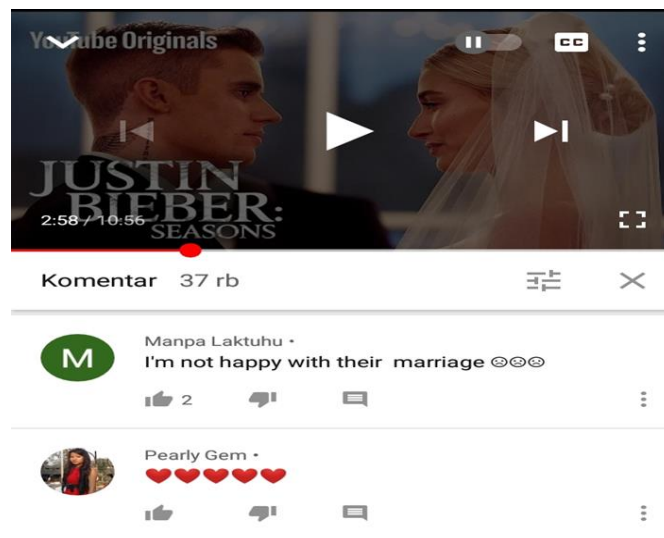 YouTube Originals
CC
JUSTIN
BIEBER:
SEASONS
2:58 / 10:56
Komentar 37 rb
M
Manpa Laktuhu •
I'm not happy with their marriage ☹☹☹
2
Pearly Gem •
❤❤❤❤❤